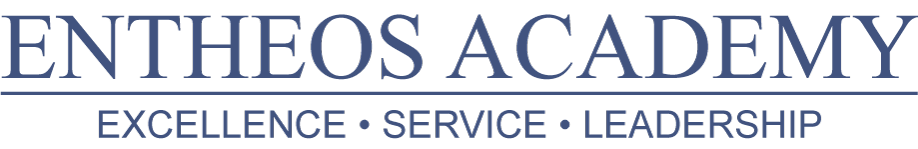 ENTHEOS ACADEMY
EXCELLENCE • SERVICE • LEADERSHIP